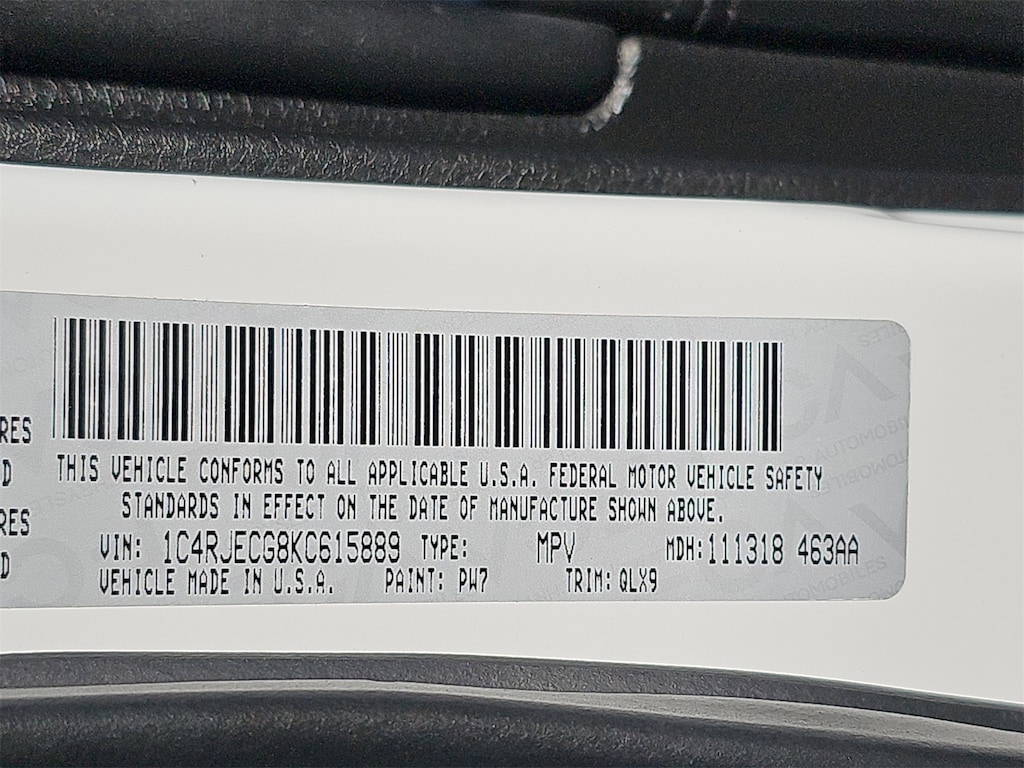 RES
D
RES
D
THIS VEHICLE CONFORMS TO ALL APPLICABLE U.S.A. FEDERAL MOTOR VEHICLE SAFETY
STANDARDS IN EFFECT ON THE DATE OF MANUFACTURE SHOWN ABOVE.
VIN: 1C4RJECG8KC615889 TYPE: MPV MDH:111318 463AA
VEHICLE MADE IN U.S.A. PAINT: PW7 TRIM: QLX9